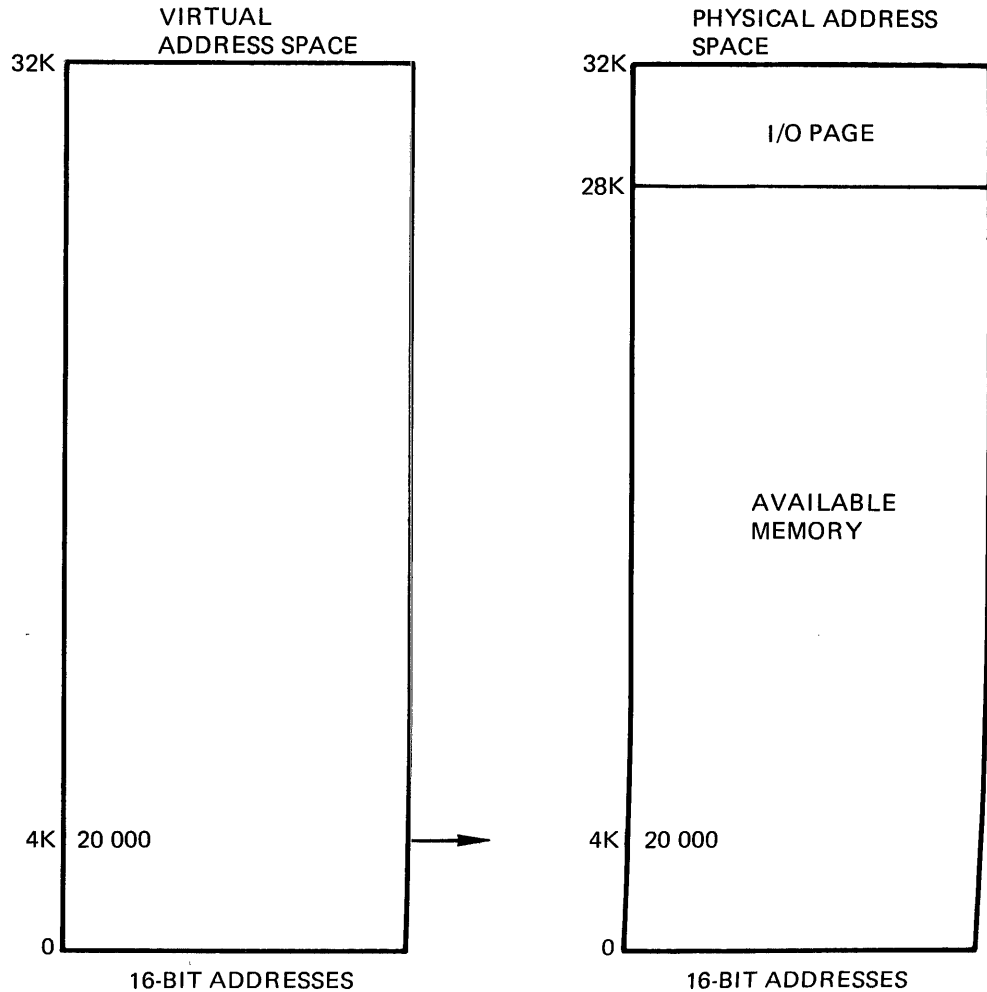 VIRTUAL
ADDRESS SPACE
32K
4K 20 000
0
16-BIT ADDRESSES
PHYSICAL ADDRESS
SPACE
32K
I/O PAGE
28K
AVAILABLE
MEMORY
4K 20 000
0
16-BIT ADDRESSES